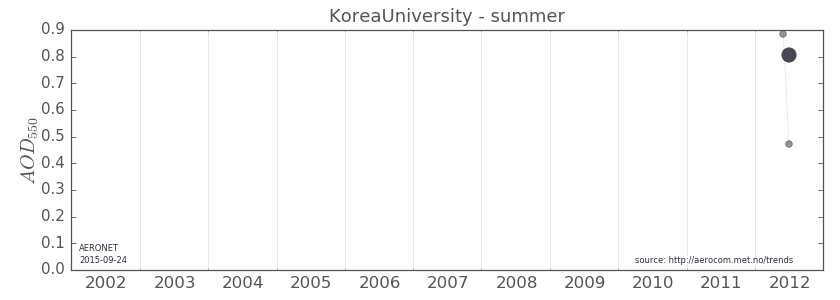 KoreaUniversity - summer
0.9
0.8
0.7
0.6
0.5
0.4
0.3
0.2
0.1
0.0
AOD550
AERONET
2015-09-24
source: http://aerocom.met.no/trends
2002 2003 2004 2005 2006 2007 2008 2009 2010 2011 2012